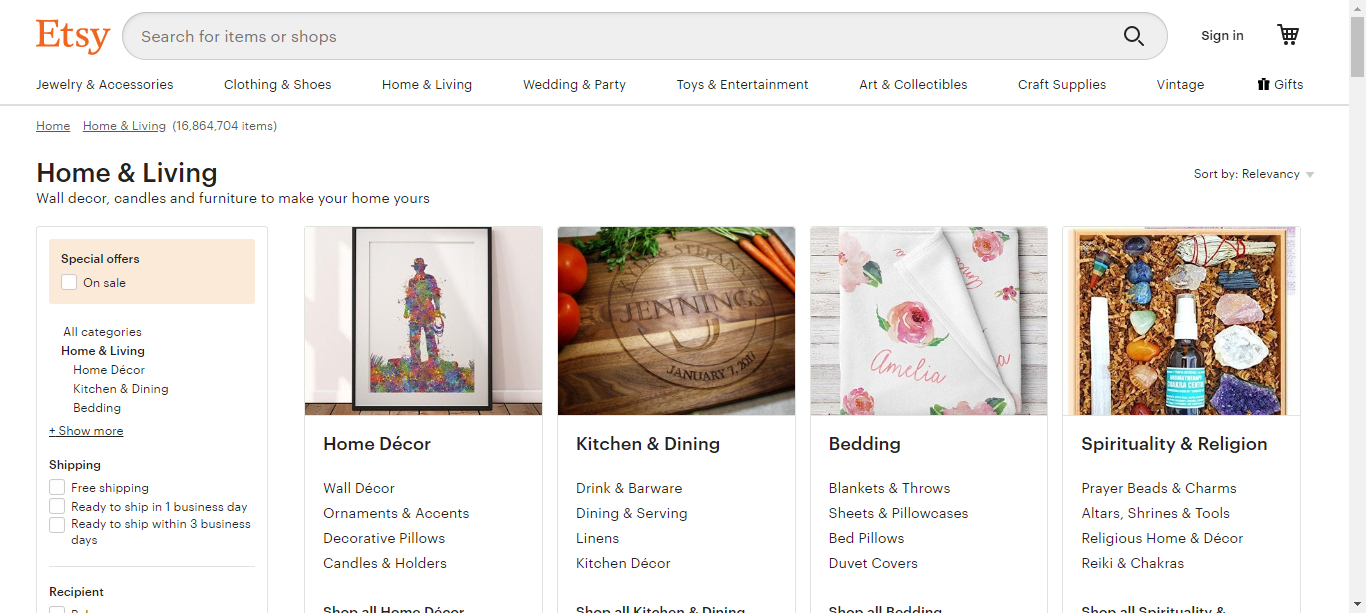 Etsy
Search for items or shops
Sign in
Jewelry & Accessories
Clothing & Shoes
Home & Living
Wedding & Party
Toys & Entertainment
Art & Collectibles
Craft Supplies
Vintage
Gifts
Home
Home & Living
(16,864,704 items)
Home & Living
Wall decor, candles and furniture to make your home yours
Sort by: Relevancy
Special offers
On sale
All categories
Home & Living
Home Décor
Kitchen & Dining
Bedding
+ Show more
Shipping
Free shipping
Ready to ship in 1 business day
Ready to ship within 3 business
days
Recipient
Home Décor
Wall Décor
Ornaments & Accents
Decorative Pillows
Candles & Holders
Shop all Home Décor
JENNINGS
J
JANUARY 7, 2017
Kitchen & Dining
Drink & Barware
Dining & Serving
Linens
Kitchen Décor
Shop all Kitchen & Dining
Amelia
Bedding
Blankets & Throws
Sheets & Pillowcases
Bed Pillows
Duvet Covers
Shop all Bedding
Spirituality & Religion
Prayer Beads & Charms
Altars, Shrines & Tools
Religious Home & Décor
Reiki & Chakras
Shop all Spirituality &